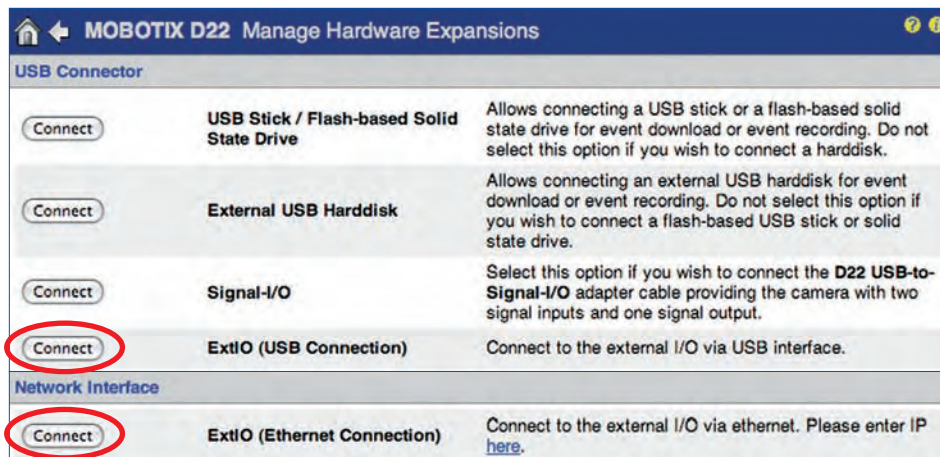 MOBOTIX D22 Manage Hardware Expansions
USB Connector
Connect
USB Stick / Flash-based Solid
State Drive
Allows connecting a USB stick or a flash-based solid
state drive for event download or event recording. Do not
select this option if you wish to connect a harddisk.
Connect
External USB Harddisk
Allows connecting an external USB harddisk for event
download or event recording. Do not select this option if
you wish to connect a flash-based USB stick or solid
state drive.
Connect
Signal-I/O
Select this option if you wish to connect the D22 USB-to-
Signal-I/O adapter cable providing the camera with two
signal inputs and one signal output.
Connect
ExtIO (USB Connection)
Connect to the external I/O via USB interface.
Network Interface
Connect
ExtIO (Ethernet Connection)
Connect to the external I/O via ethernet. Please enter IP
here.